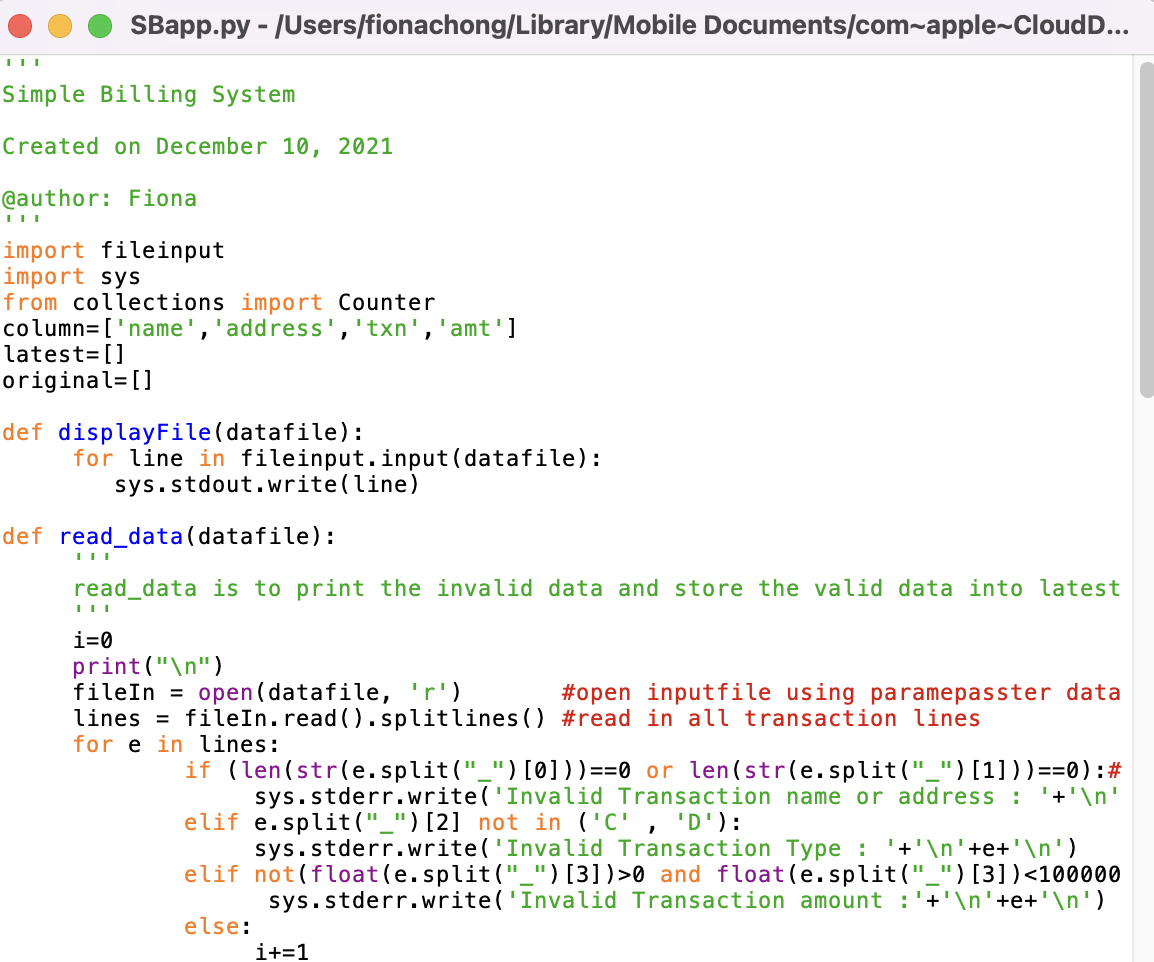 SBapp.py - /Users/fionachong/Library/Mobile Documents/com~apple~CloudD...
'''
Simple Billing System
Created on December 10, 2021
@author: Fiona
'''
import fileinput
import sys
from collections import Counter
column=['name','address','txn','amt']
latest=[]
original=[]
def displayFile(datafile):
     for line in fileinput.input(datafile):
        sys.stdout.write(line)
def read_data(datafile):
     '''
     read_data is to print the invalid data and store the valid data into latest
     '''
     i=0
     print("\n")
     fileIn = open(datafile, 'r')       #open inputfile using paramepasster data
     lines = fileIn.read().splitlines() #read in all transaction lines
     for e in lines:
             if (len(str(e.split("_")[0]))==0 or len(str(e.split("_")[1]))==0):#
                  sys.stderr.write('Invalid Transaction name or address : '+'\n'
             elif e.split("_")[2] not in ('C' , 'D'):
                  sys.stderr.write('Invalid Transaction Type : '+'\n'+e+'\n')
             elif not(float(e.split("_")[3])>0 and float(e.split("_")[3])<100000
                   sys.stderr.write('Invalid Transaction amount :'+'\n'+e+'\n')
             else:
                  i+=1